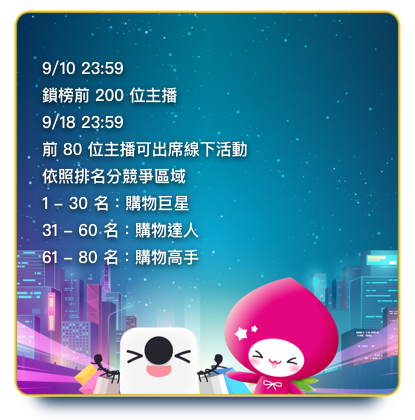 9/10 23:59
鎖榜前 200 位主播
9/18 23:59
前 80 位主播可出席線下活動
依照排名分競爭區域
1 – 30 名：購物巨星
31 – 60 名：購物達人
61 – 80 名：購物高手